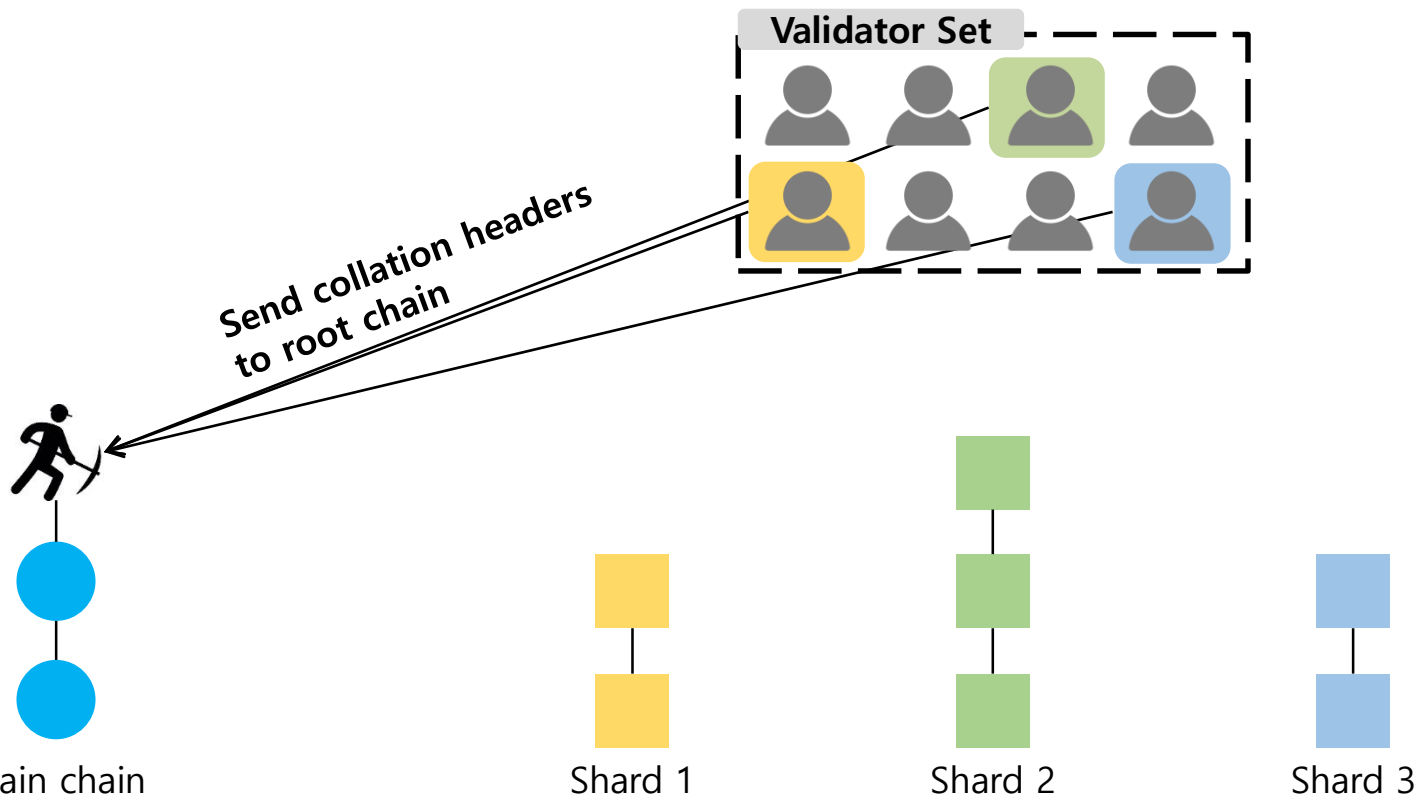 Validator Set
Send collation headers
to root chain
ain chain
Shard 1
Shard 2
Shard 3